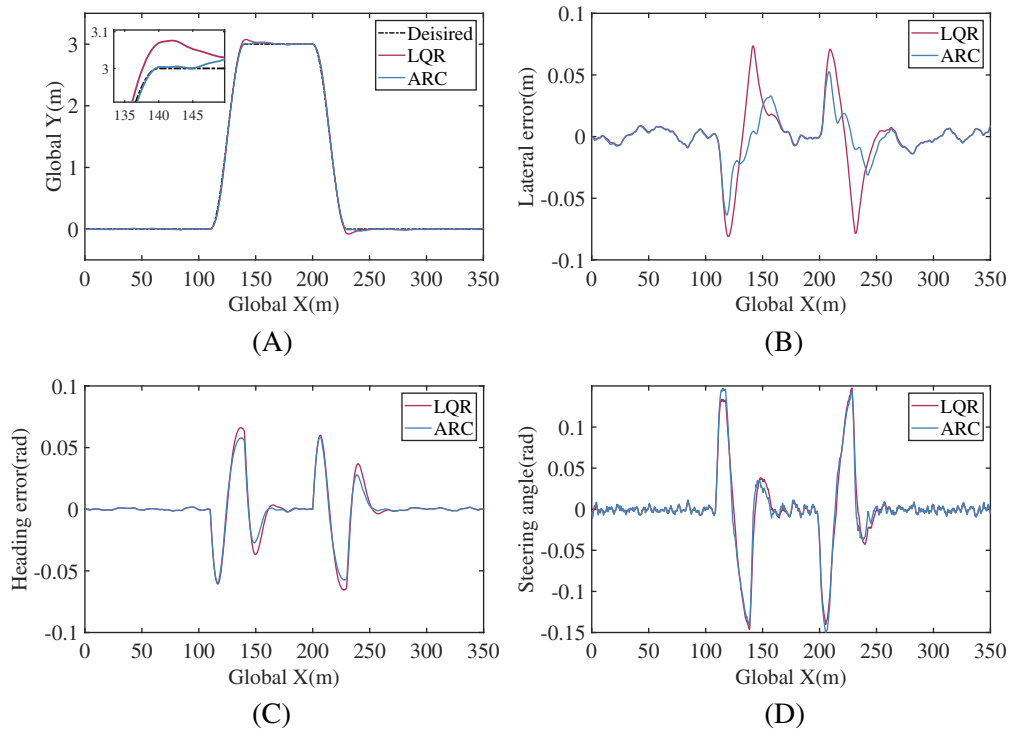 3.1
3
135 140 145
Deisired
LQR
ARC
3
2
1
0
Global Y(m)
0 50 100 150 200 250 300 350
Global X(m)
(A)
LQR
ARC
0.1
0.05
0
-0.05
-0.1
Lateral error(m)
0 50 100 150 200 250 300 350
Global X(m)
(B)
LQR
ARC
0.1
0.05
0
-0.05
-0.1
Heading error(rad)
0 50 100 150 200 250 300 350
Global X(m)
(C)
LQR
ARC
0.1
0.05
0
-0.05
-0.1
-0.15
Steering angle(rad)
0 50 100 150 200 250 300 350
Global X(m)
(D)